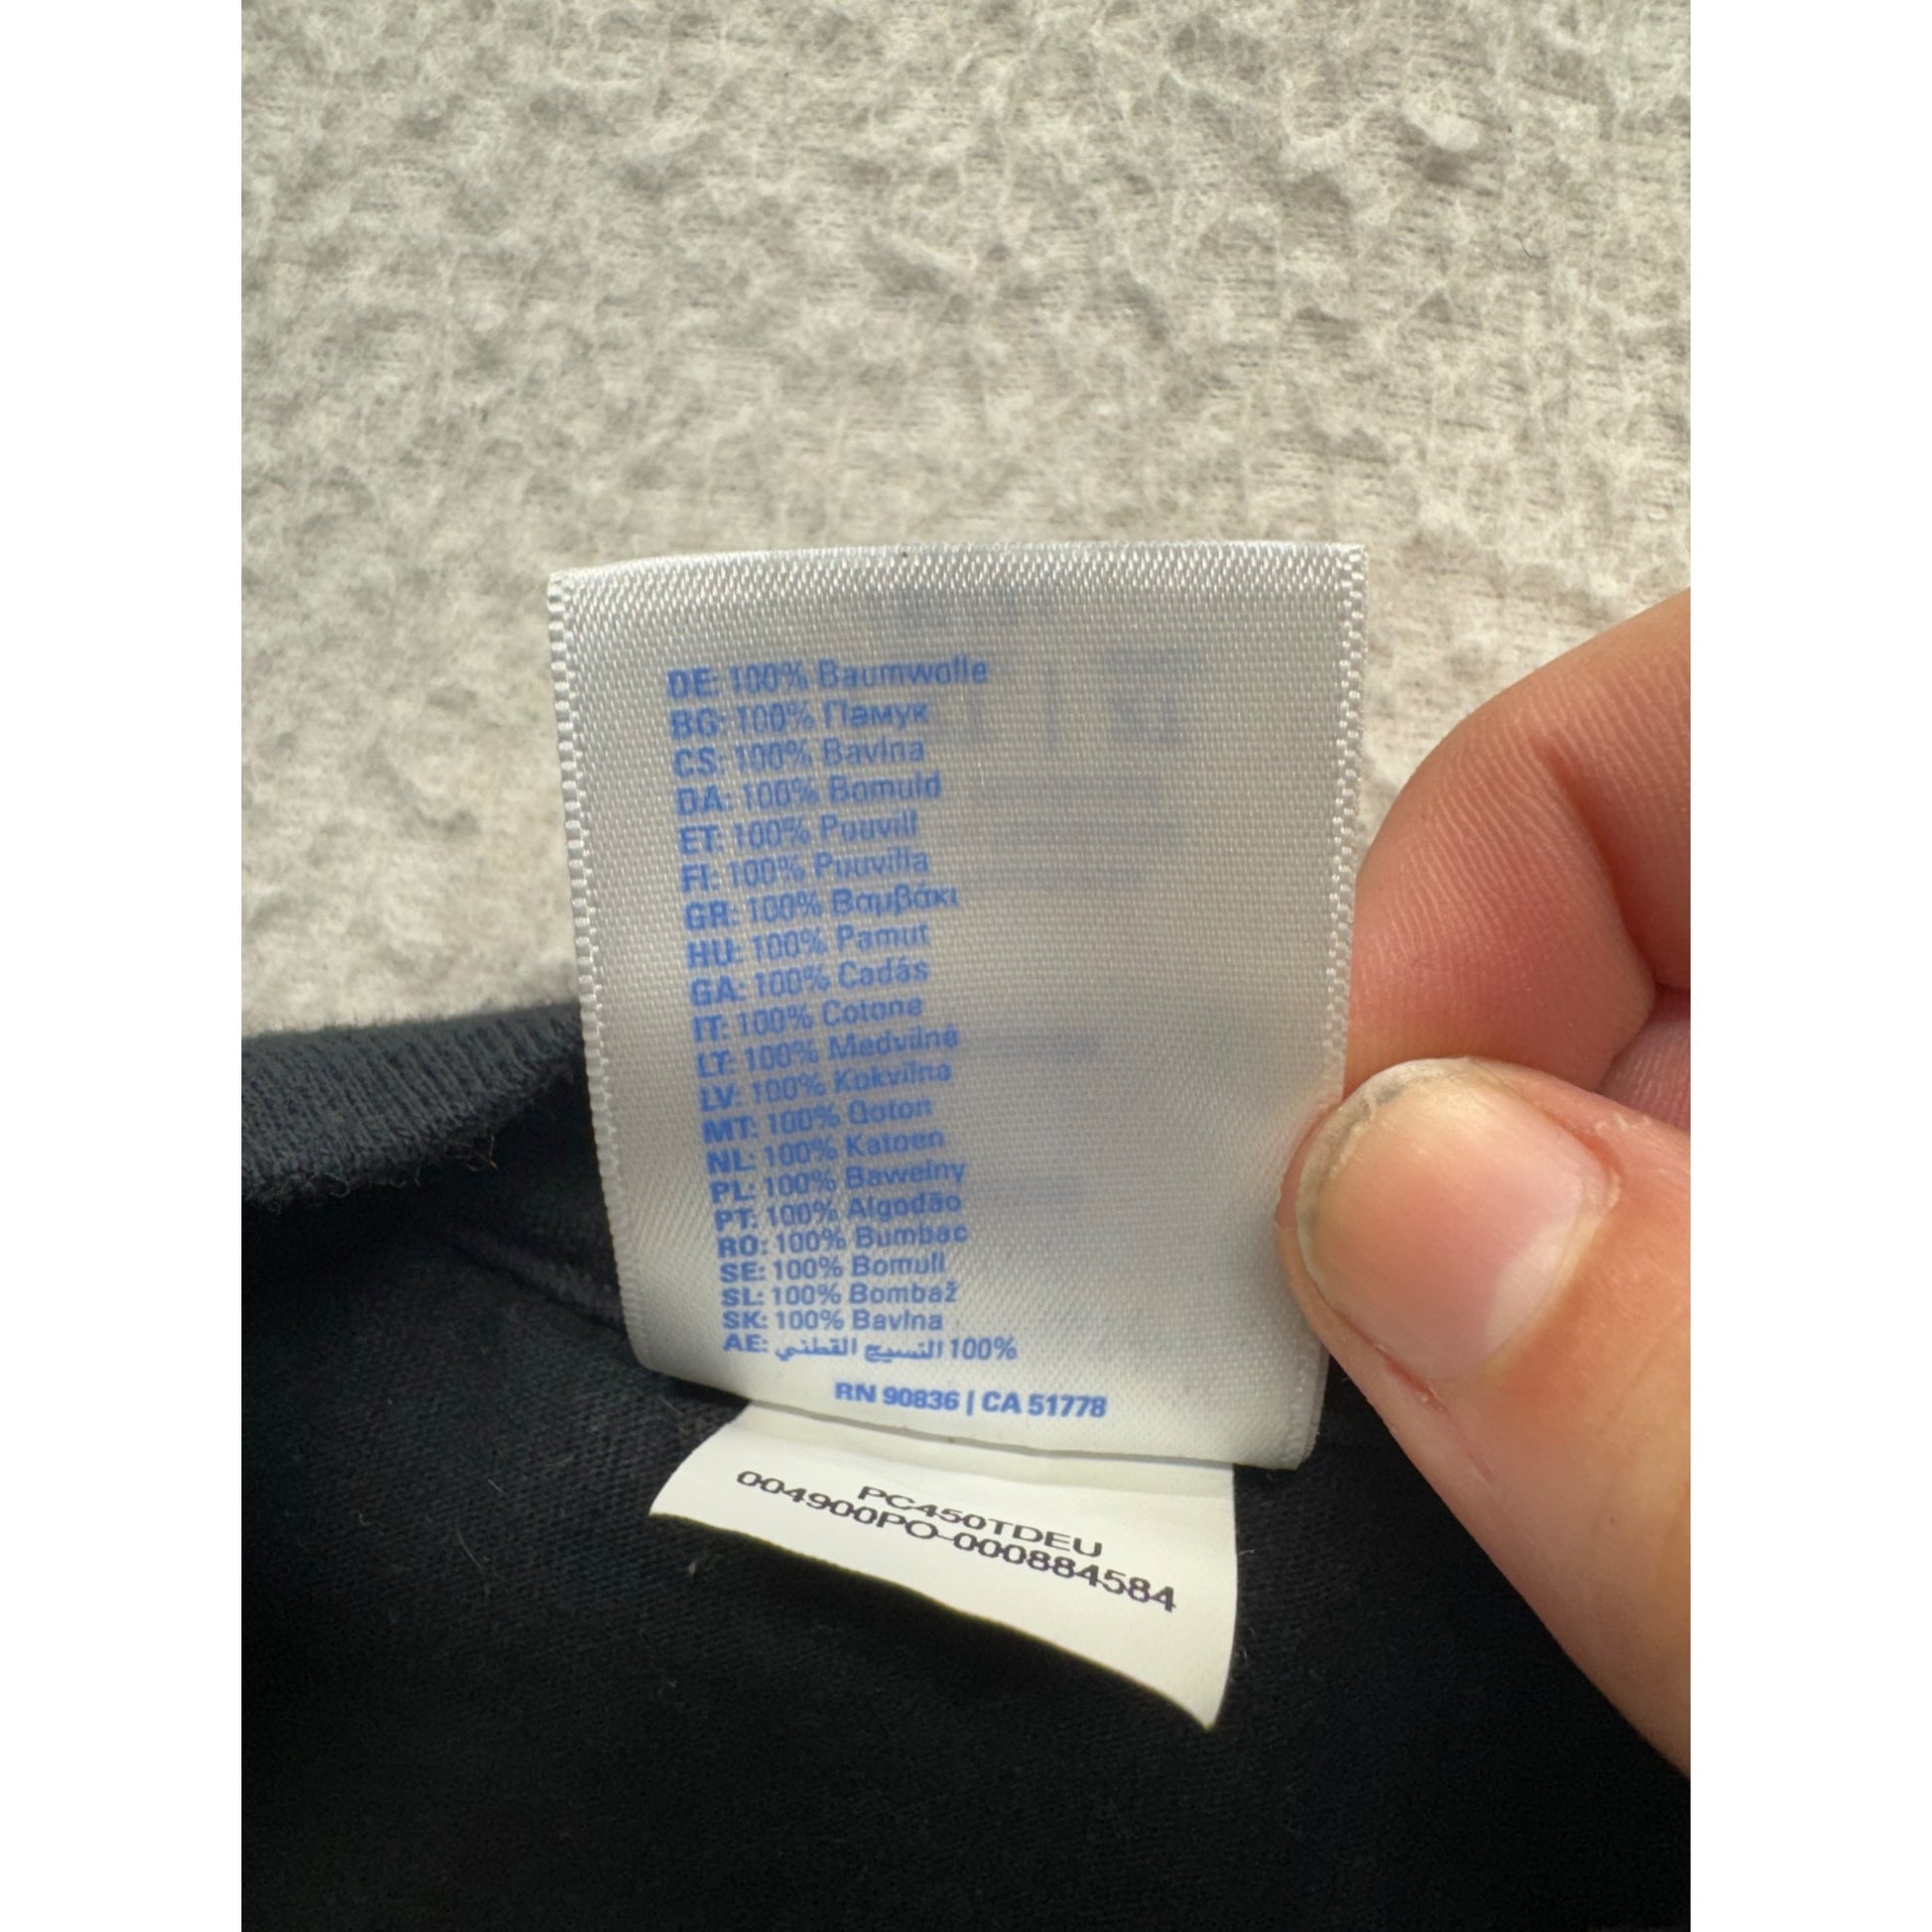 DE: 100% Baumwolle
BG: 100% Памук
CS: 100% Bavlna
DA: 100% Bomuld
ET: 100% Puuvill
FI: 100% Puuvilla
GR: 100% Βαμβάκι
HU: 100% Pamut
GA: 100% Cadás
IT: 100% Cotone
LT: 100% Medvilnė
LV: 100% Kokvilna
MT: 100% Qoton
NL: 100% Katoen
PL: 100% Bawełny
PT: 100% Algodão
RO: 100% Bumbac
SE: 100% Bomull
SL: 100% Bombaž
SK: 100% Bavlna
AE: النسيج القطني 100%
RN 90836 | CA 51778
PC450TDEU
004900PO-000884584